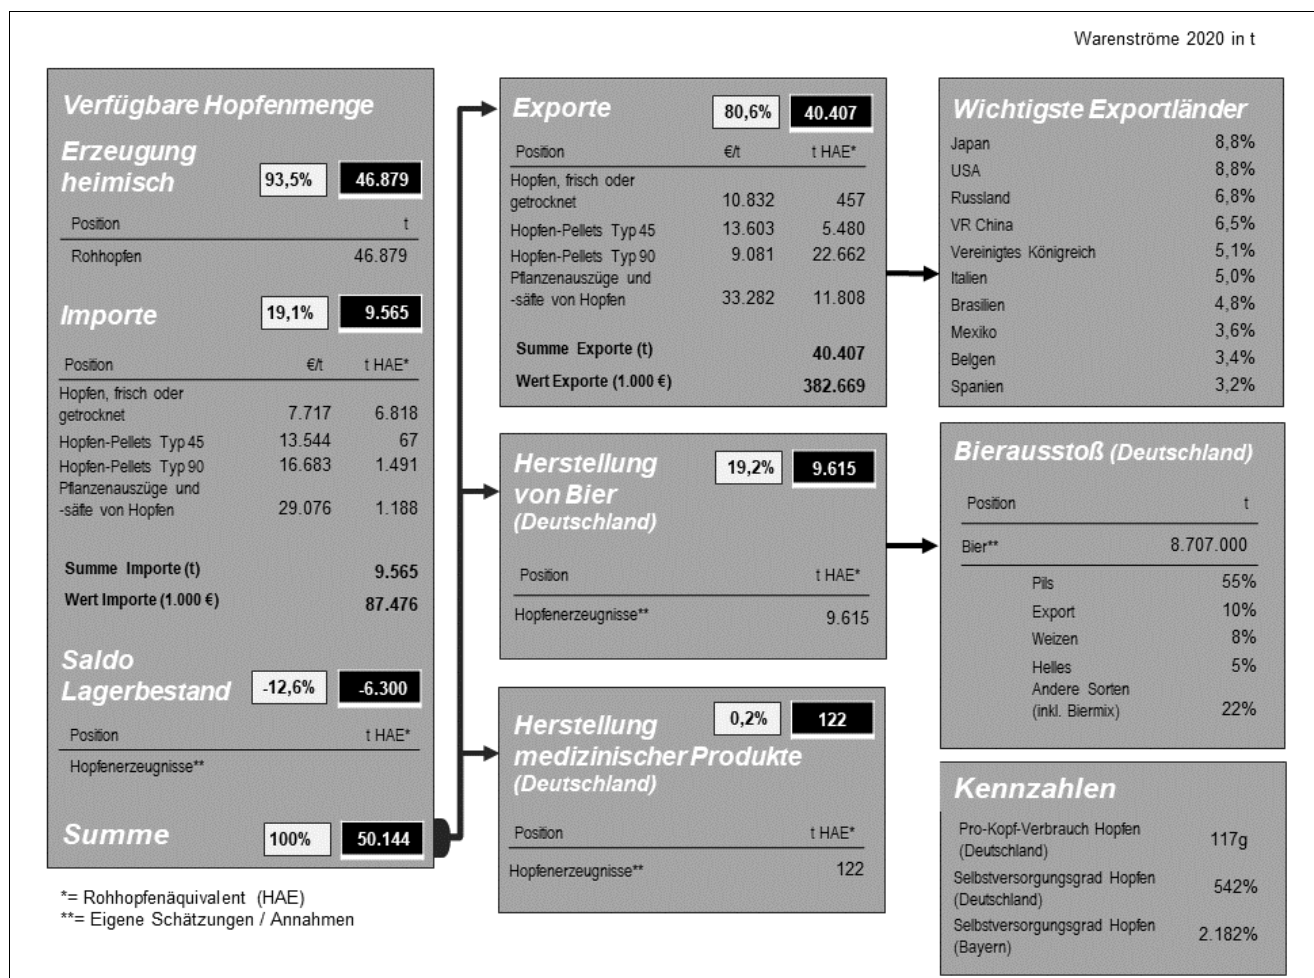 Warenströme 2020 in t
Verfügbare Hopfenmenge
Erzeugung
heimisch 93,5% 46.879
Position t
Rohhopfen 46.879
Importe 19,1% 9.565
Position €/t t HAE*
Hopfen, frisch oder
getrocknet 7.717 6.818
Hopfen-Pellets Typ 45 13.544 67
Hopfen-Pellets Typ 90 16.683 1.491
Pflanzenauszüge und
-säfte von Hopfen 29.076 1.188
Summe Importe (t) 9.565
Wert Importe (1.000 €) 87.476
Saldo
Lagerbestand -12,6% -6.300
Position t HAE*
Hopfenerzeugnisse**
Summe 100% 50.144
*= Rohhopfenäquivalent (HAE)
**= Eigene Schätzungen / Annahmen
Exporte 80,6% 40.407
Position €/t t HAE*
Hopfen, frisch oder
getrocknet 10.832 457
Hopfen-Pellets Typ 45 13.603 5.480
Hopfen-Pellets Typ 90 9.081 22.662
Pflanzenauszüge und
-säfte von Hopfen 33.282 11.808
Summe Exporte (t) 40.407
Wert Exporte (1.000 €) 382.669
Herstellung
von Bier 19,2% 9.615
(Deutschland)
Position t HAE*
Hopfenerzeugnisse** 9.615
Herstellung 0,2% 122
medizinischer Produkte
(Deutschland)
Position t HAE*
Hopfenerzeugnisse** 122
Wichtigste Exportländer
Japan 8,8%
USA 8,8%
Russland 6,8%
VR China 6,5%
Vereinigtes Königreich 5,1%
Italien 5,0%
Brasilien 4,8%
Mexiko 3,6%
Belgen 3,4%
Spanien 3,2%
Bierausstoß (Deutschland)
Position t
Bier** 8.707.000
Pils 55%
Export 10%
Weizen 8%
Helles 5%
Andere Sorten
(inkl. Biermix) 22%
Kennzahlen
Pro-Kopf-Verbrauch Hopfen
(Deutschland) 117g
Selbstversorgungsgrad Hopfen
(Deutschland) 542%
Selbstversorgungsgrad Hopfen
(Bayern) 2.182%